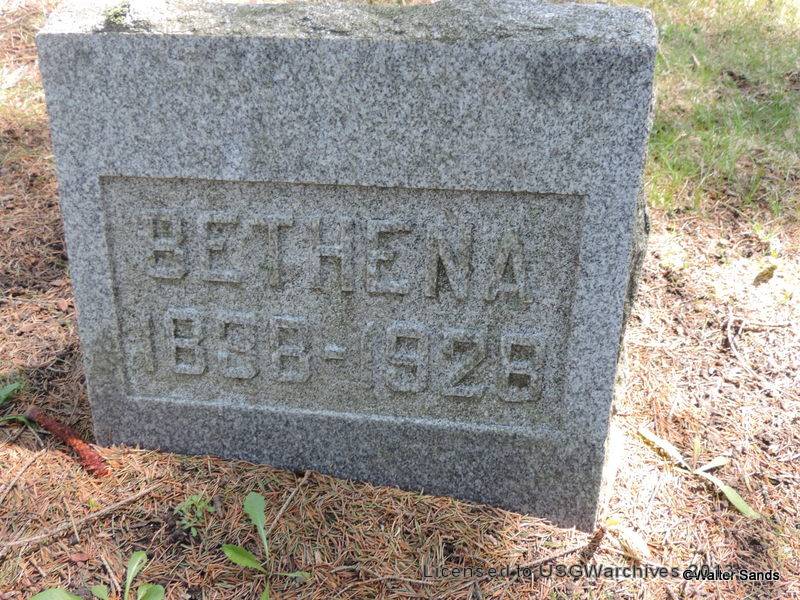 BETHENA
1858-1928
Licensed to USGWarchives
©Walter Sands